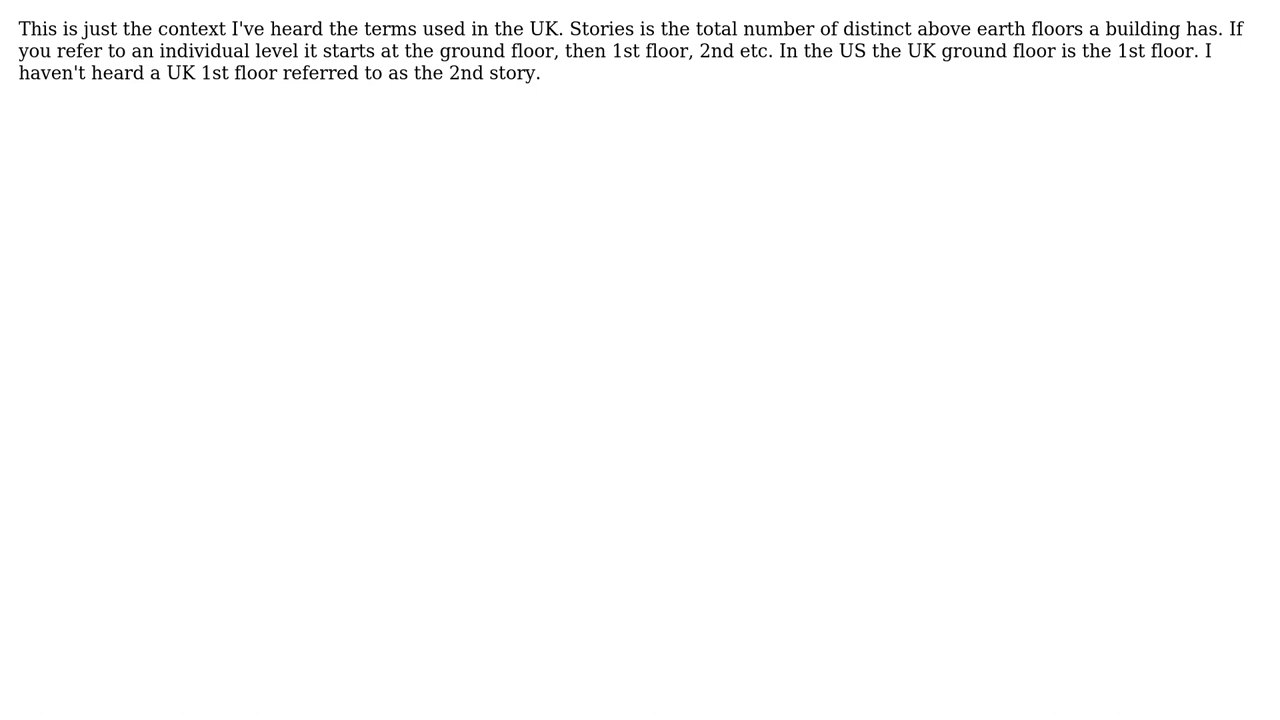 This is just the context I've heard the terms used in the UK. Stories is the total number of distinct above earth floors a building has. If
you refer to an individual level it starts at the ground floor, then 1st floor, 2nd etc. In the US the UK ground floor is the 1st floor. I
haven't heard a UK 1st floor referred to as the 2nd story.